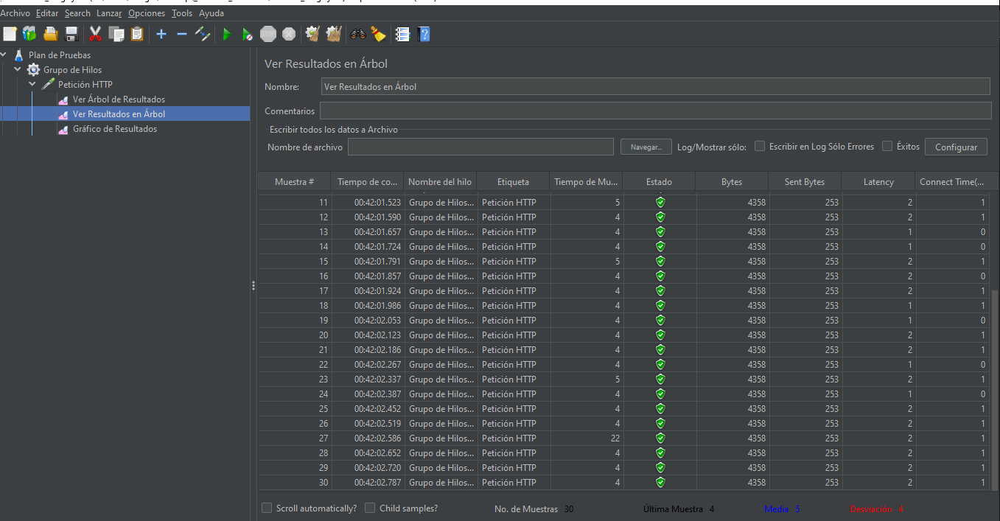 Archivo Editar Search Lanzar Opciones Tools Ayuda
Plan de Pruebas
Grupo de Hilos
Petición HTTP
Ver Árbol de Resultados
Ver Resultados en Árbol
Gráfico de Resultados
Ver Resultados en Árbol
Nombre: Ver Resultados en Árbol
Comentarios
Escribir todos los datos a Archivo
Nombre de archivo Navegar... Log/Mostrar sólo: Escribir en Log Sólo Errores Éxitos Configurar
Muestra # Tiempo de co... Nombre del hilo Etiqueta Tiempo de Mu... Estado Bytes Sent Bytes Latency Connect Time(...
11 00:42:01.523 Grupo de Hilos... Petición HTTP 5 4358 253 2 1
12 00:42:01.590 Grupo de Hilos... Petición HTTP 4 4358 253 2 1
13 00:42:01.657 Grupo de Hilos... Petición HTTP 4 4358 253 1 0
14 00:42:01.724 Grupo de Hilos... Petición HTTP 4 4358 253 1 0
15 00:42:01.791 Grupo de Hilos... Petición HTTP 5 4358 253 2 1
16 00:42:01.857 Grupo de Hilos... Petición HTTP 4 4358 253 2 0
17 00:42:01.924 Grupo de Hilos... Petición HTTP 4 4358 253 2 1
18 00:42:01.986 Grupo de Hilos... Petición HTTP 4 4358 253 1 1
19 00:42:02.053 Grupo de Hilos... Petición HTTP 4 4358 253 1 0
20 00:42:02.123 Grupo de Hilos... Petición HTTP 4 4358 253 2 1
21 00:42:02.186 Grupo de Hilos... Petición HTTP 4 4358 253 2 1
22 00:42:02.267 Grupo de Hilos... Petición HTTP 4 4358 253 1 0
23 00:42:02.337 Grupo de Hilos... Petición HTTP 5 4358 253 2 1
24 00:42:02.387 Grupo de Hilos... Petición HTTP 4 4358 253 1 0
25 00:42:02.452 Grupo de Hilos... Petición HTTP 4 4358 253 2 1
26 00:42:02.519 Grupo de Hilos... Petición HTTP 4 4358 253 2 1
27 00:42:02.586 Grupo de Hilos... Petición HTTP 22 4358 253 2 1
28 00:42:02.652 Grupo de Hilos... Petición HTTP 4 4358 253 2 1
29 00:42:02.720 Grupo de Hilos... Petición HTTP 4 4358 253 2 1
30 00:42:02.787 Grupo de Hilos... Petición HTTP 4 4358 253 2 1
Scroll automatically? Child samples? No. de Muestras 30 Última Muestra 4 Media 5 Desviación 4